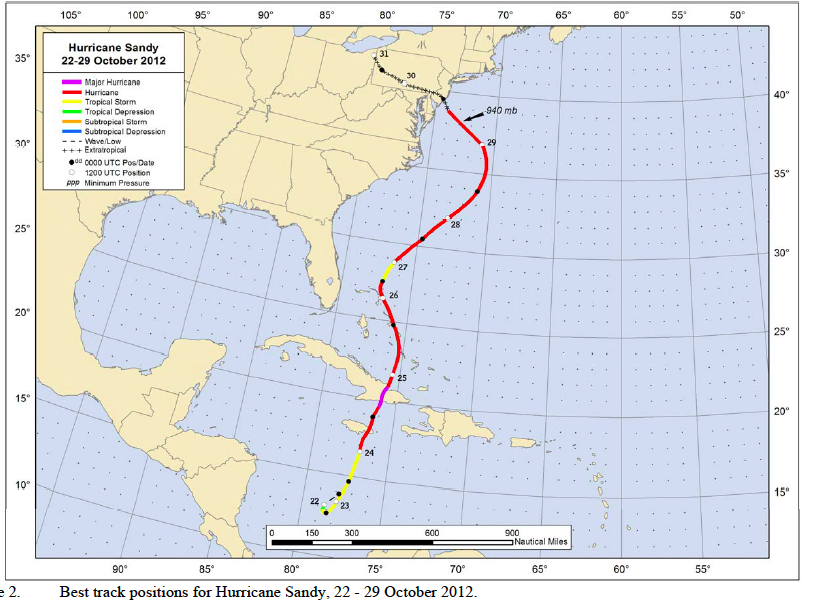 105° 100° 95° 90° 85° 80° 75° 70° 65° 60° 55° 50°
Hurricane Sandy
22-29 October 2012
Major Hurricane
Hurricane
Tropical Storm
Tropical Depression
Subtropical Storm
Subtropical Depression
Wave/Low
Extratropical
dd 0000 UTC Pos/Date
1200 UTC Position
ppp Minimum Pressure
35°
30°
25°
20°
15°
10°
31
30
940 mb
29
28
27
26
25
24
22
23
40°
35°
30°
25°
20°
15°
0 150 300 600 900
Nautical Miles
90° 85° 80° 75° 70° 65° 60° 55°
e 2. Best track positions for Hurricane Sandy, 22 - 29 October 2012.